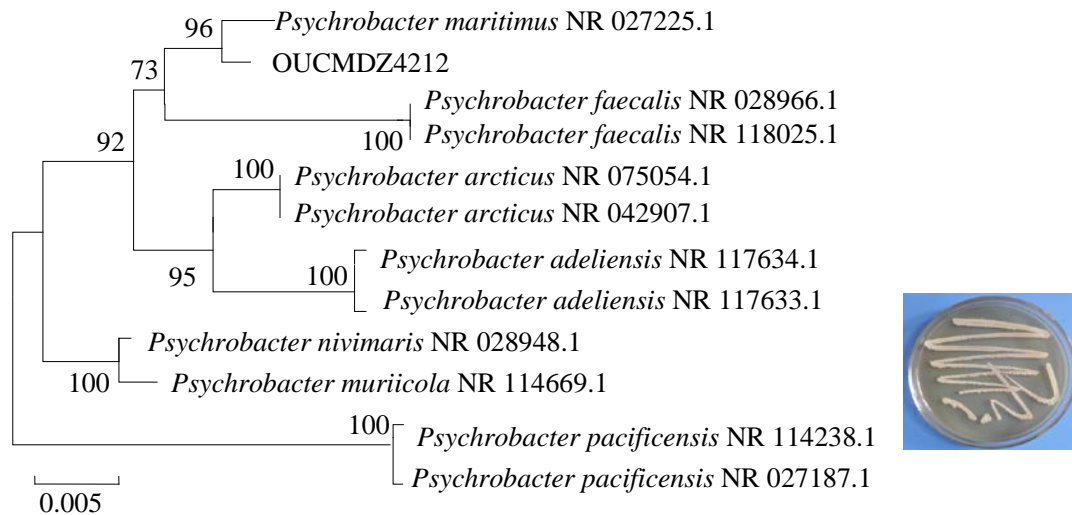 96
Psychrobacter maritimus NR 027225.1
OUCMDZ4212
73
Psychrobacter faecalis NR 028966.1
100
Psychrobacter faecalis NR 118025.1
92
100
Psychrobacter arcticus NR 075054.1
Psychrobacter arcticus NR 042907.1
95
100
Psychrobacter adeliensis NR 117634.1
Psychrobacter adeliensis NR 117633.1
Psychrobacter nivimaris NR 028948.1
100
Psychrobacter muriicola NR 114669.1
100
Psychrobacter pacificensis NR 114238.1
Psychrobacter pacificensis NR 027187.1
0.005